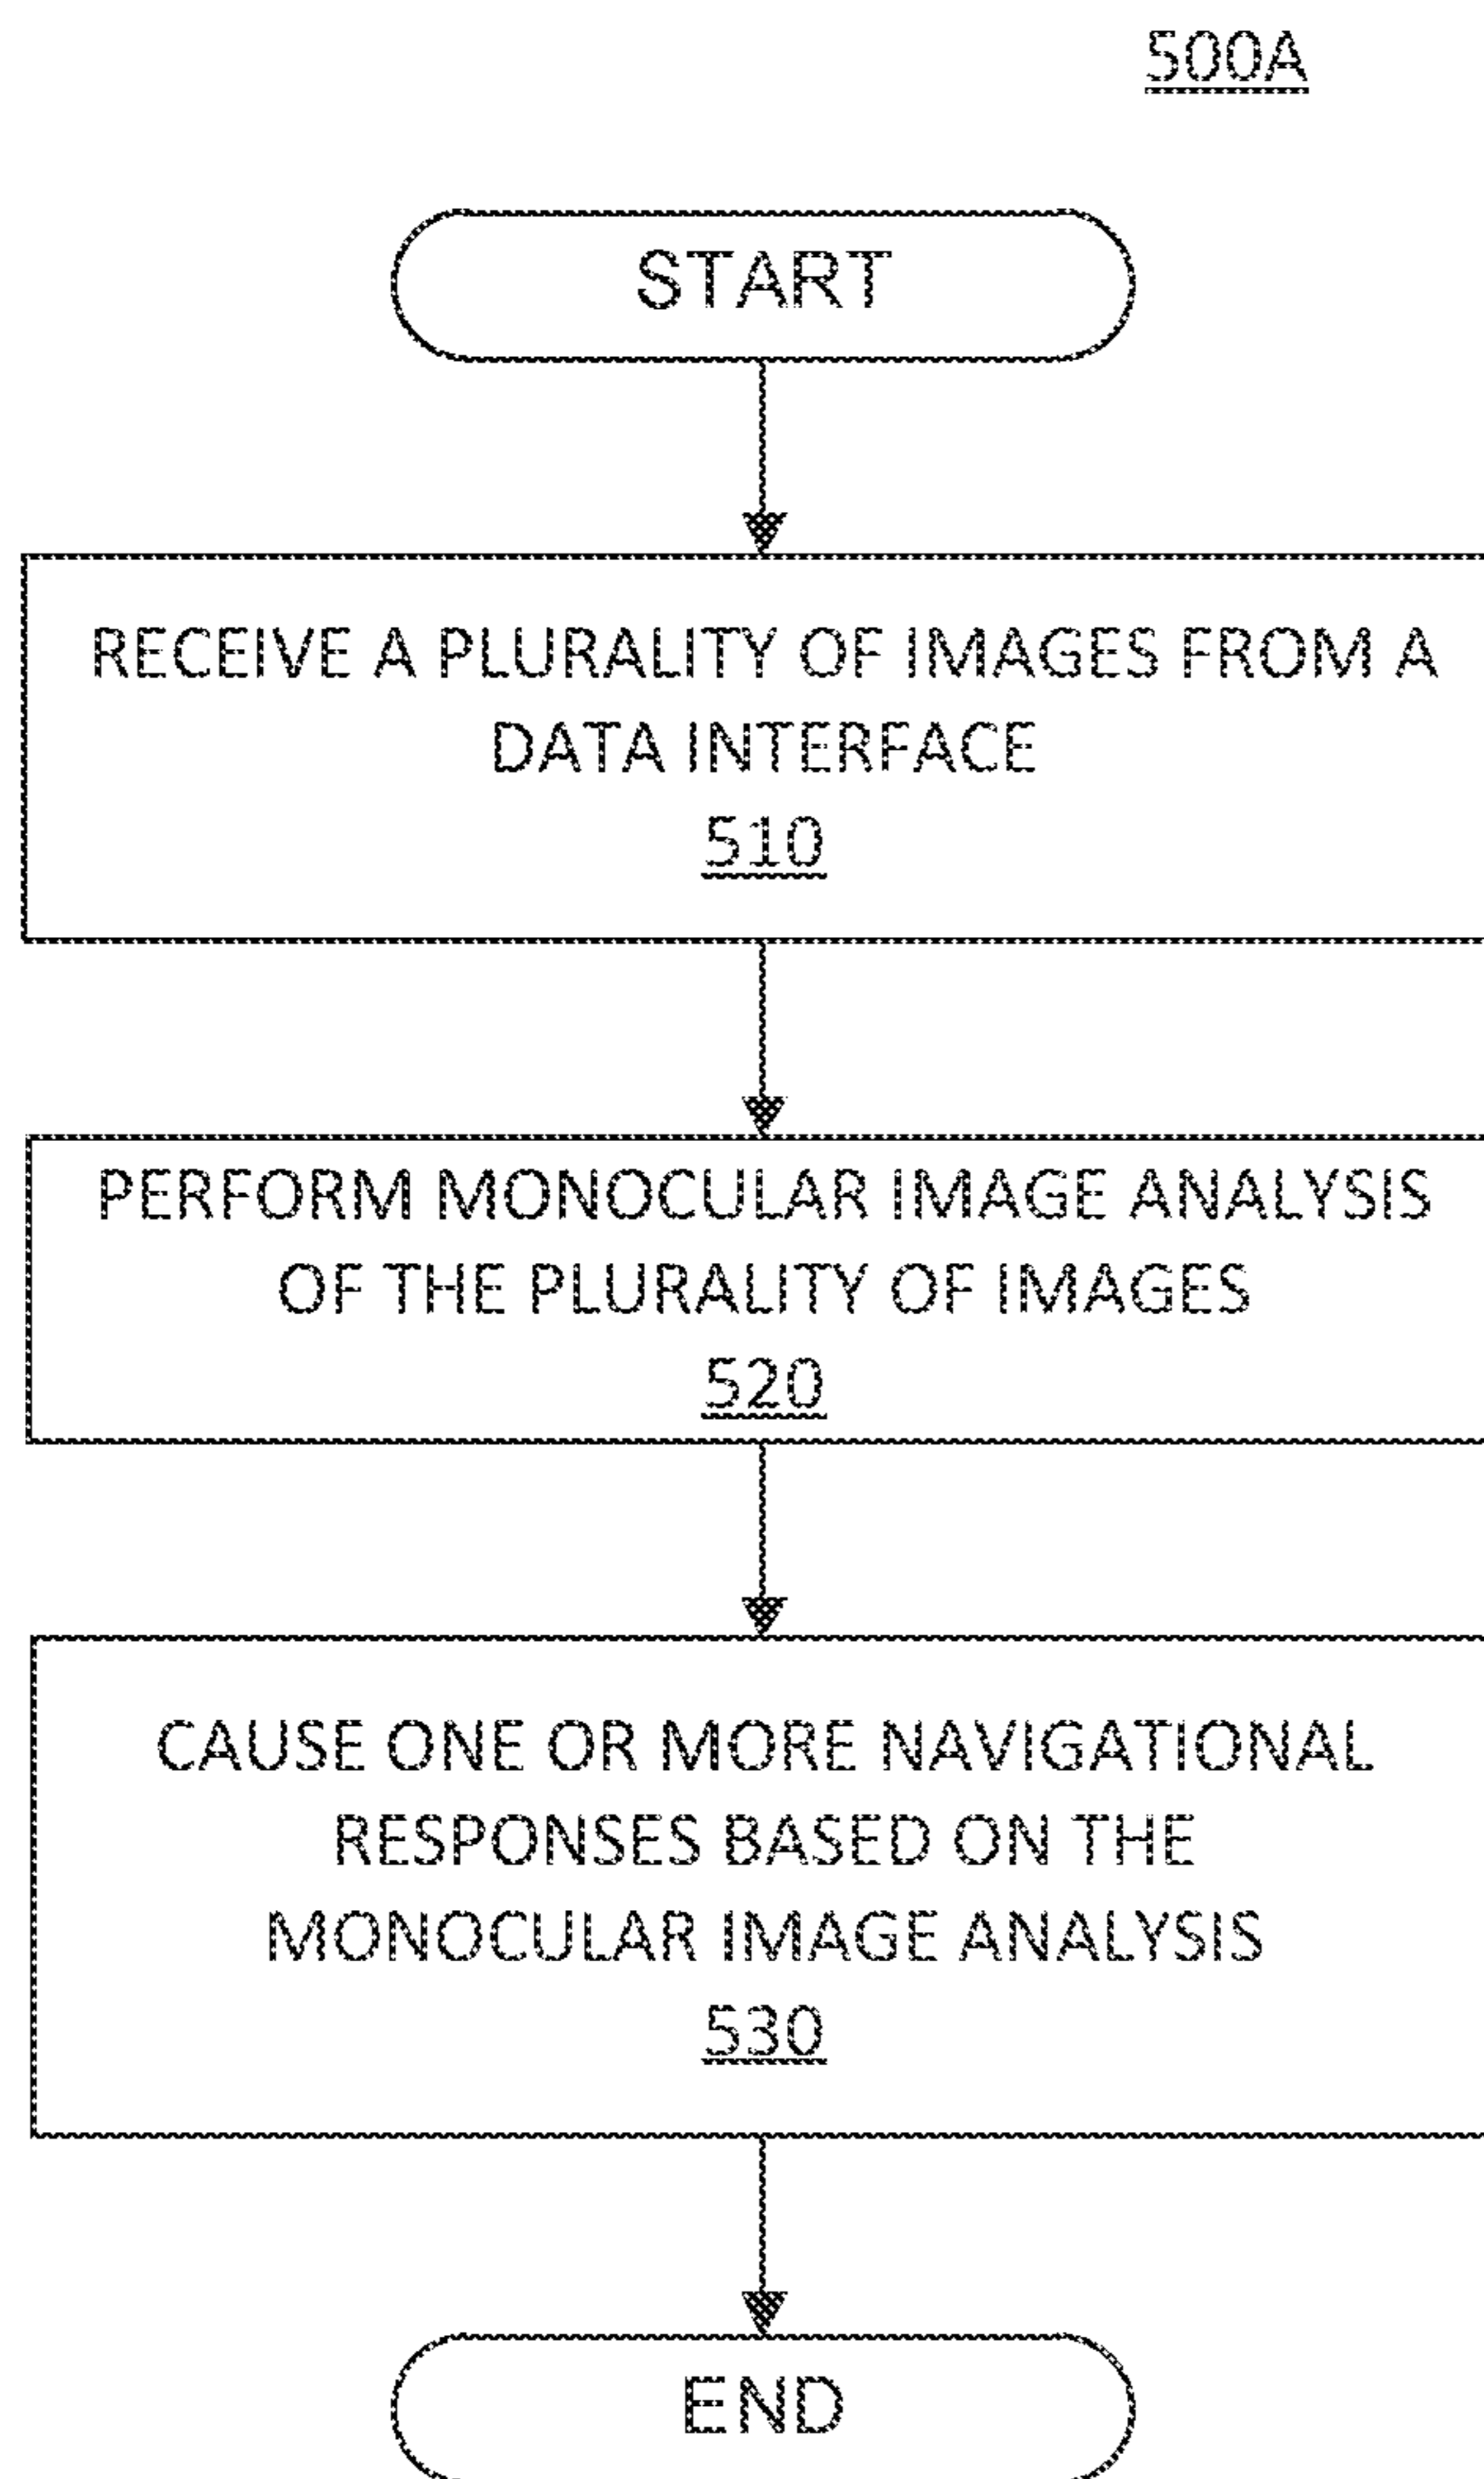 500A
START
RECEIVE A PLURALITY OF IMAGES FROM A
DATA INTERFACE
510
PERFORM MONOCULAR IMAGE ANALYSIS
OF THE PLURALITY OF IMAGES
520
CAUSE ONE OR MORE NAVIGATIONAL
RESPONSES BASED ON THE
MONOCULAR IMAGE ANALYSIS
530
END